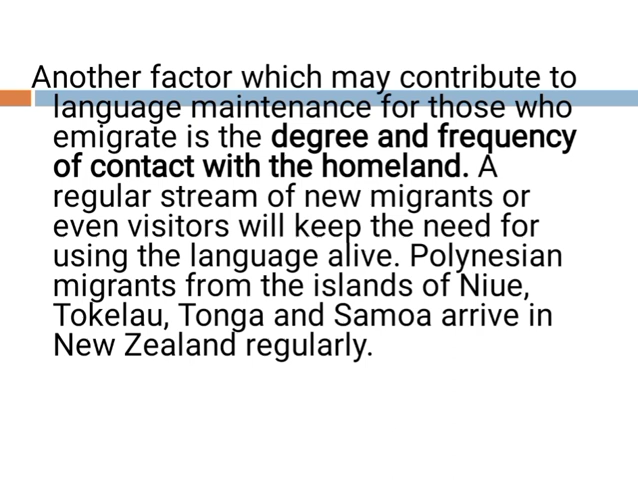 Another factor which may contribute to
language maintenance for those who
emigrate is the degree and frequency
of contact with the homeland. A
regular stream of new migrants or
even visitors will keep the need for
using the language alive. Polynesian
migrants from the islands of Niue,
Tokelau, Tonga and Samoa arrive in
New Zealand regularly.